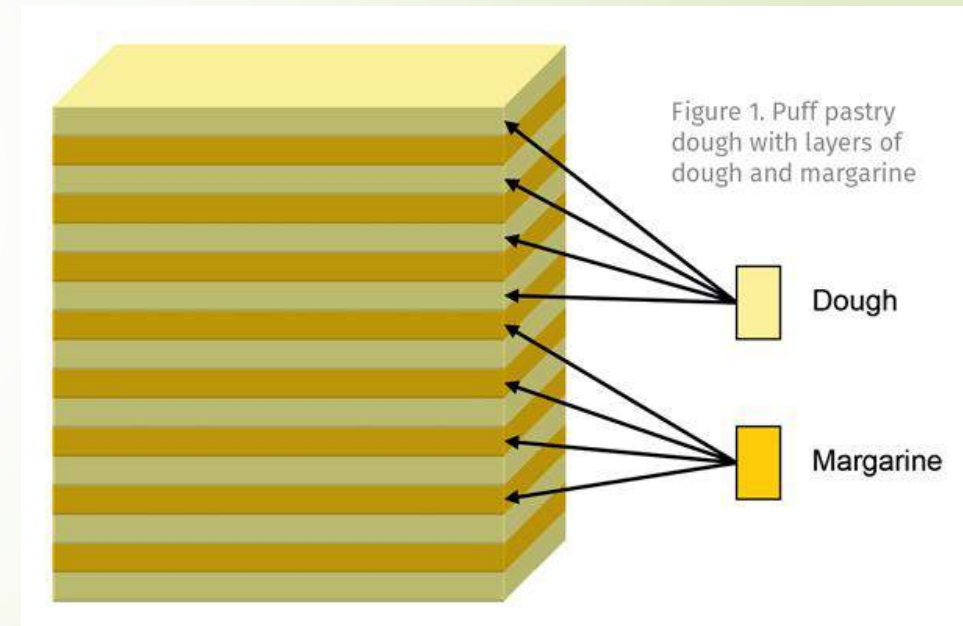 Figure 1. Puff pastry
dough with layers of
dough and margarine
Dough
Margarine